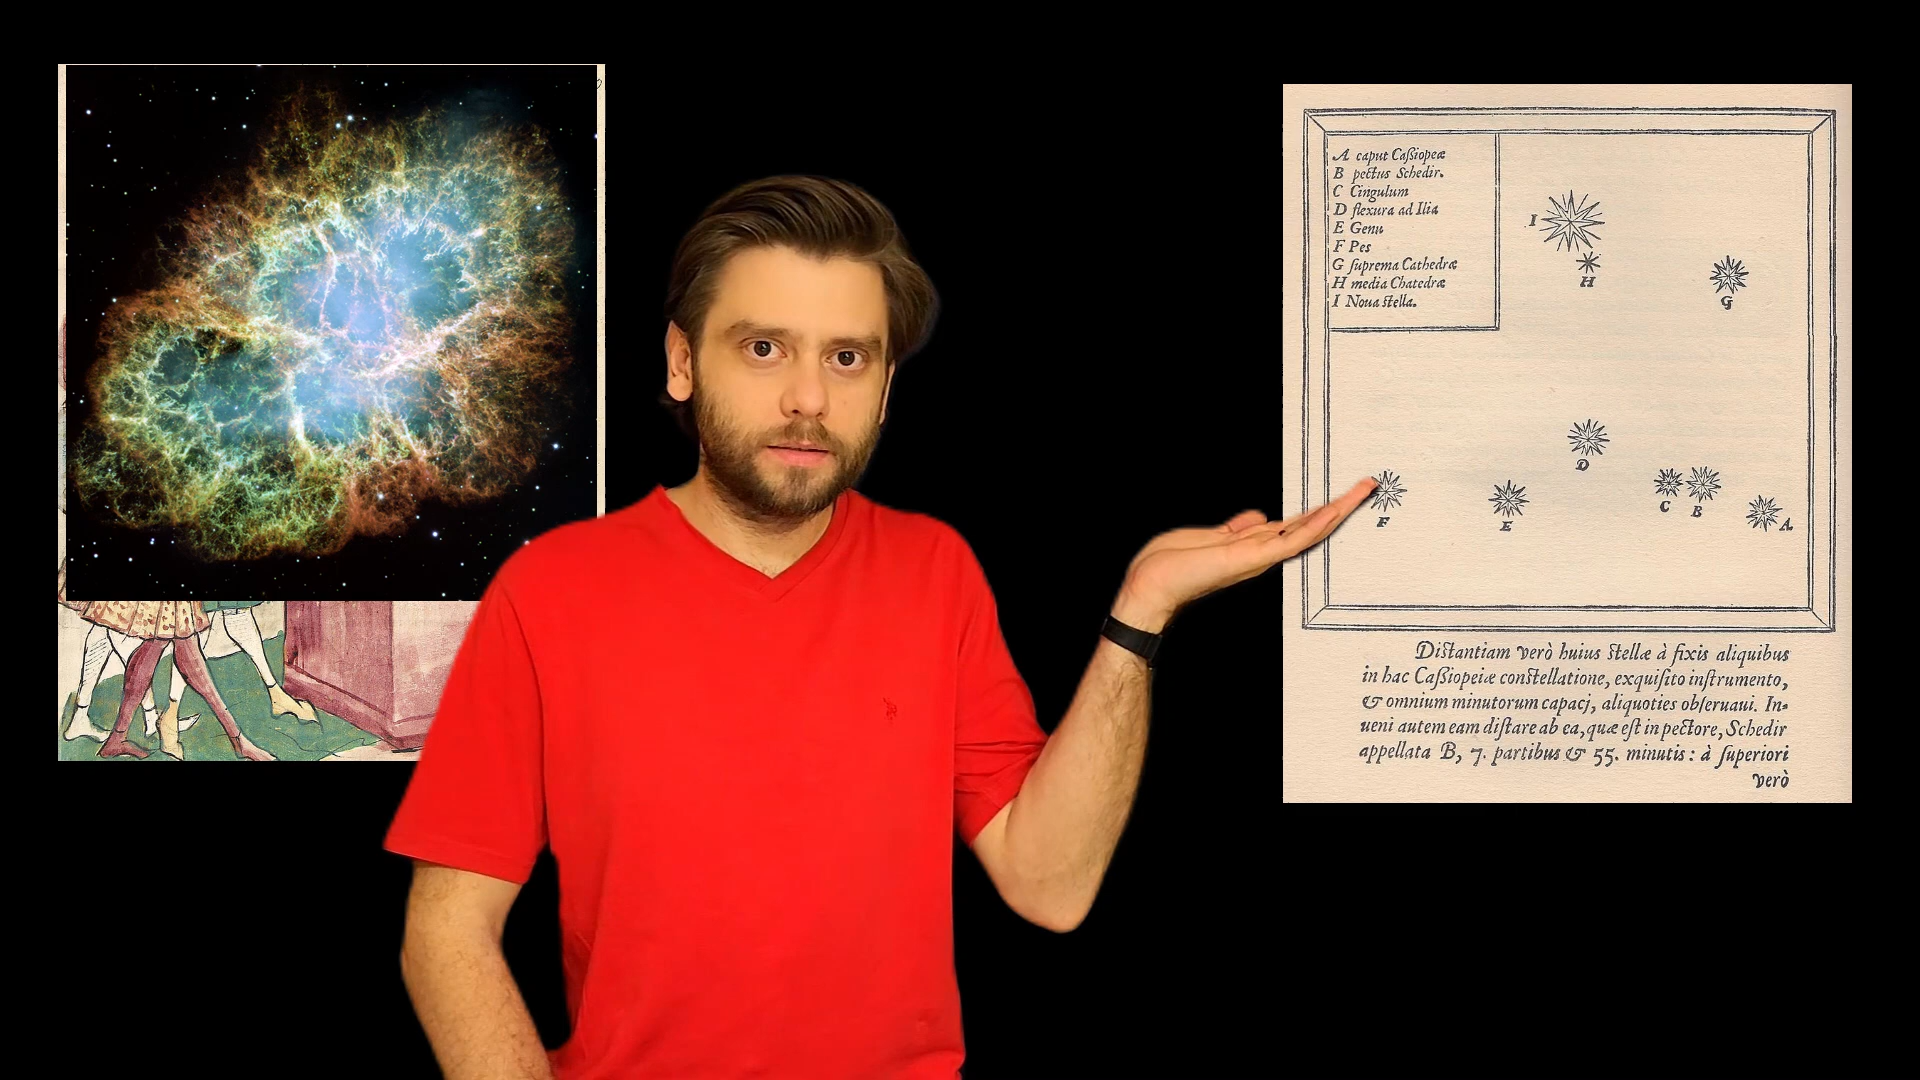 A caput Caſsiopeæ
B pectus Schedir.
C Cingulum
D flexura ad Ilia
E Genu
F Pes
G ſuprema Cathedræ
H media Chatedræ
I Noua ſtella.
I
H
G
D
F
E
C
B
A
Diſtantiam verò huius ſtellæ à fixis aliquibus
in hac Caſsiopeiæ conſtellatione, exquiſito inſtrumento,
& omnium minutorum capacj, aliquoties obſeruaui. In-
ueni autem eam diſtare ab ea, quæ eſt in pectore, Schedir
appellata B, 7. partibus & 55. minutis : à ſuperiori
verò